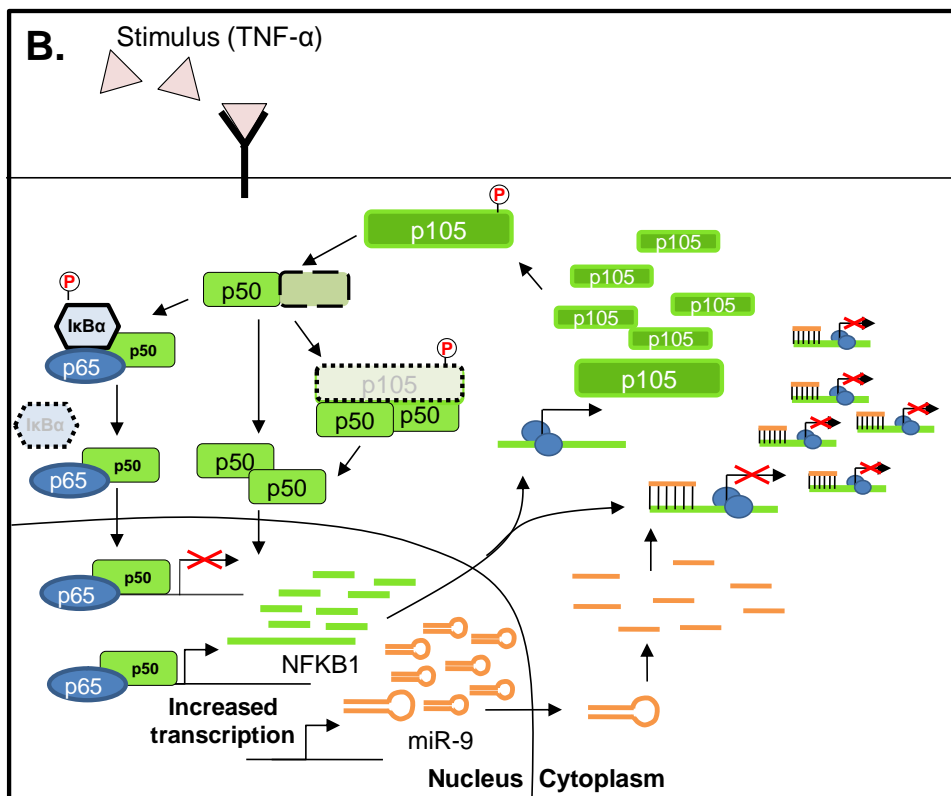 B.
Stimulus (TNF-α)
P
p105
p105
p50
p105
P
p105
p105
IκBα
p105
P
p50
p105
p65
p105
p105
p50
p50
IκBα
p50
p50
p65
p50
p50
p65
NFKB1
p50
p65
Increased
transcription
miR-9
Nucleus
Cytoplasm